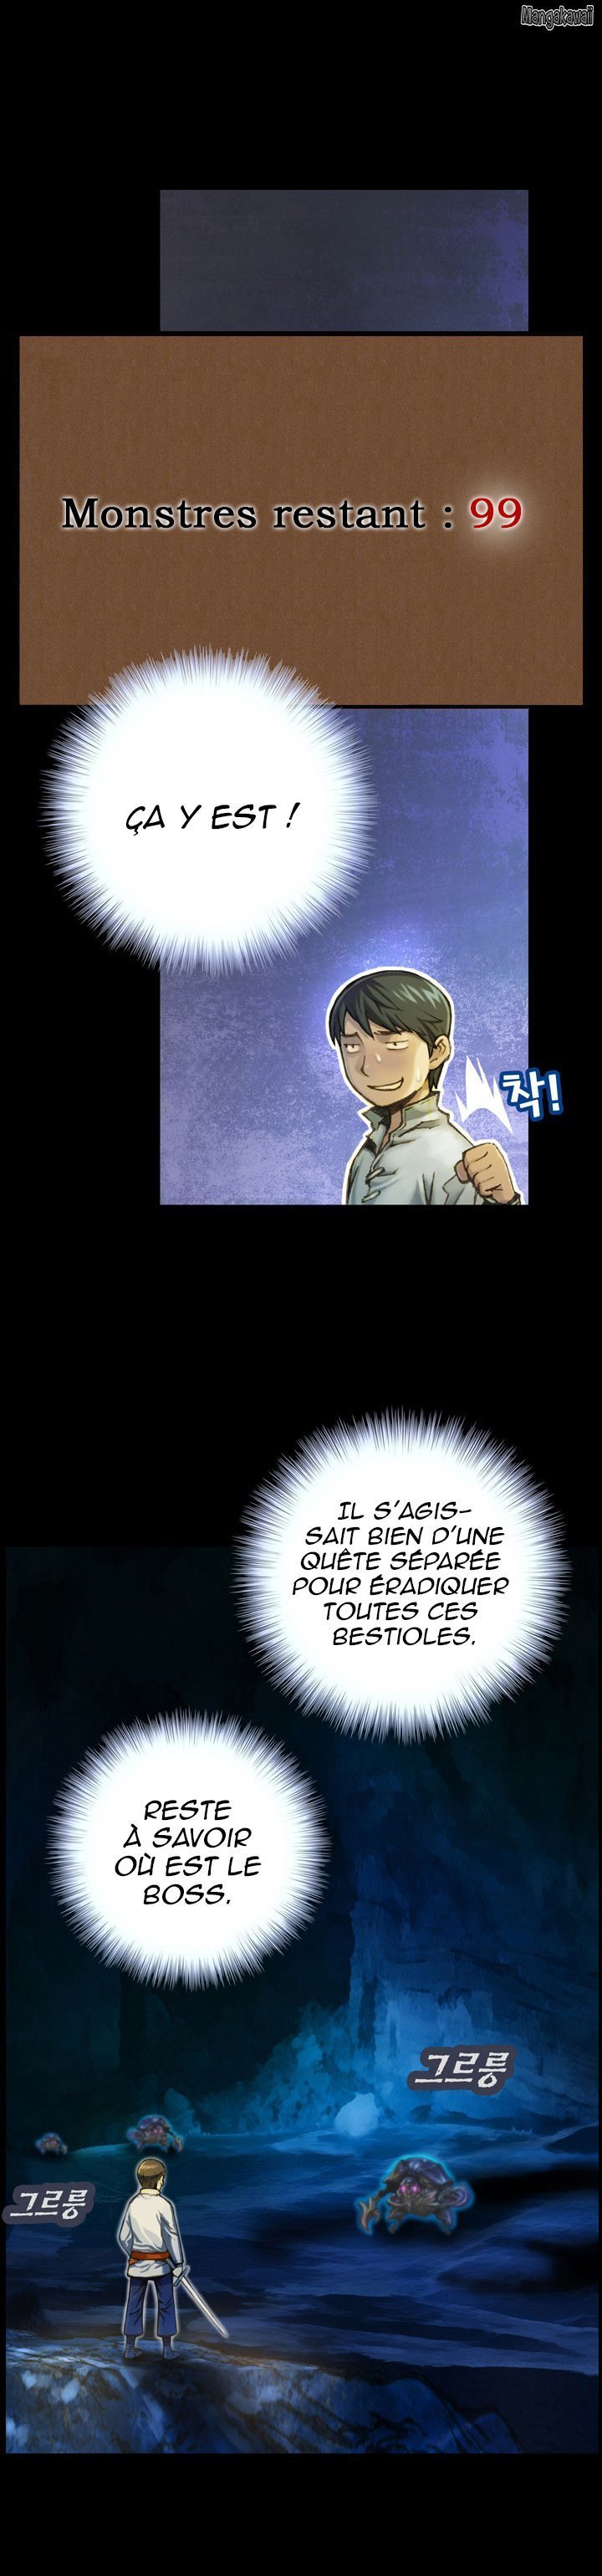 Mangakawaii
Monstres restant : 99
ÇA Y EST !
착!
IL S'AGIS-
SAIT BIEN D'UNE
QUÊTE SÉPARÉE
POUR ÉRADIQUER
TOUTES CES
BESTIOLES.
RESTE
À SAVOIR
OÙ EST LE
BOSS.
그르릉
그르릉